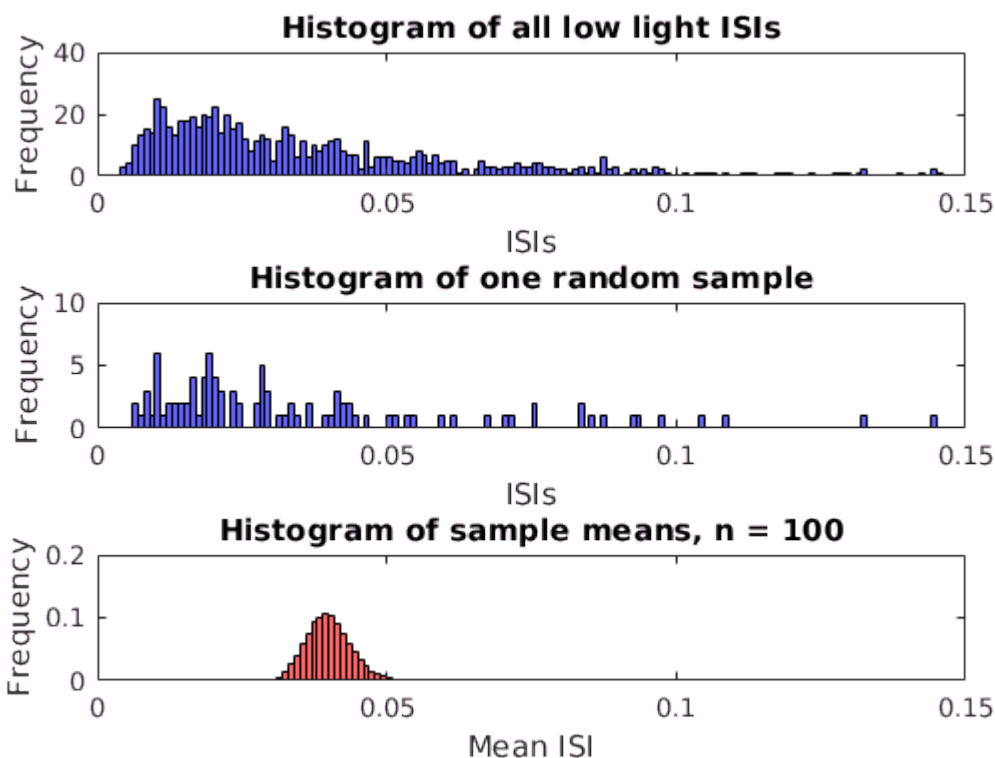 Histogram of all low light ISIs
Frequency
40
20
0
0 0.05 0.1 0.15
ISIs
Histogram of one random sample
Frequency
10
5
0
0 0.05 0.1 0.15
ISIs
Histogram of sample means, n = 100
Frequency
0.2
0.1
0
0 0.05 0.1 0.15
Mean ISI